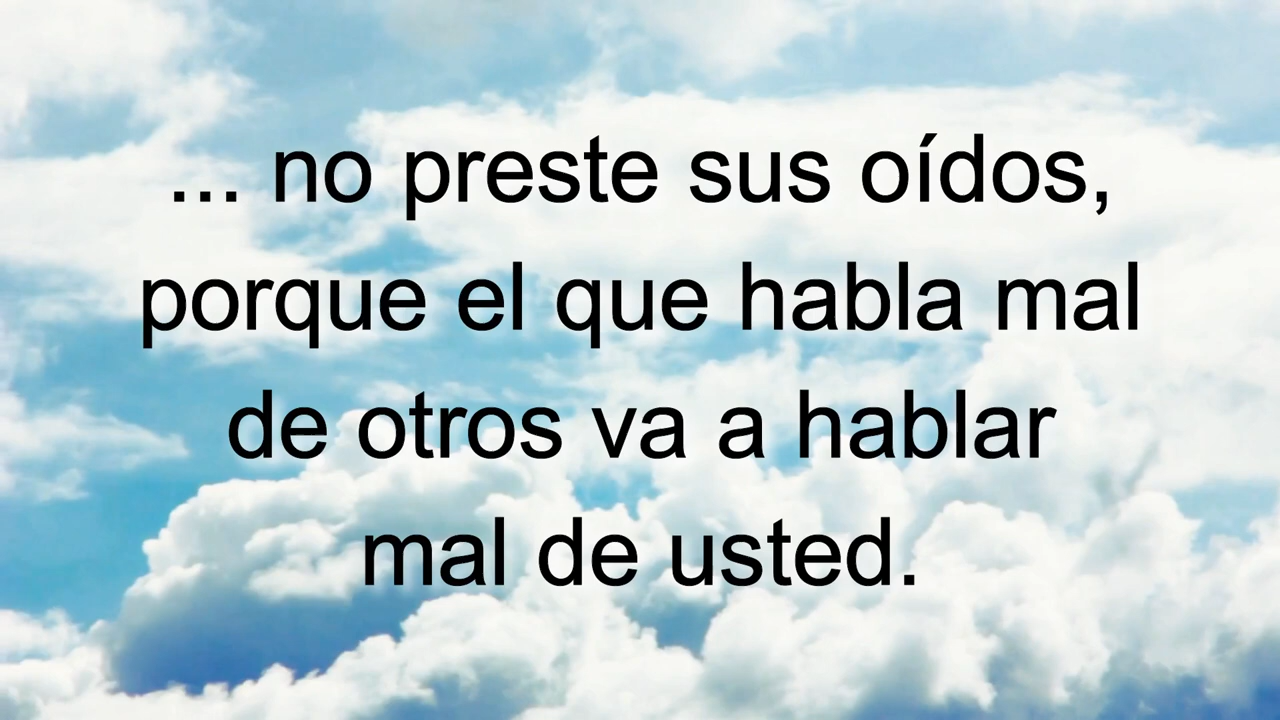 ... no preste sus oídos,
porque el que habla mal
de otros va a hablar
mal de usted.